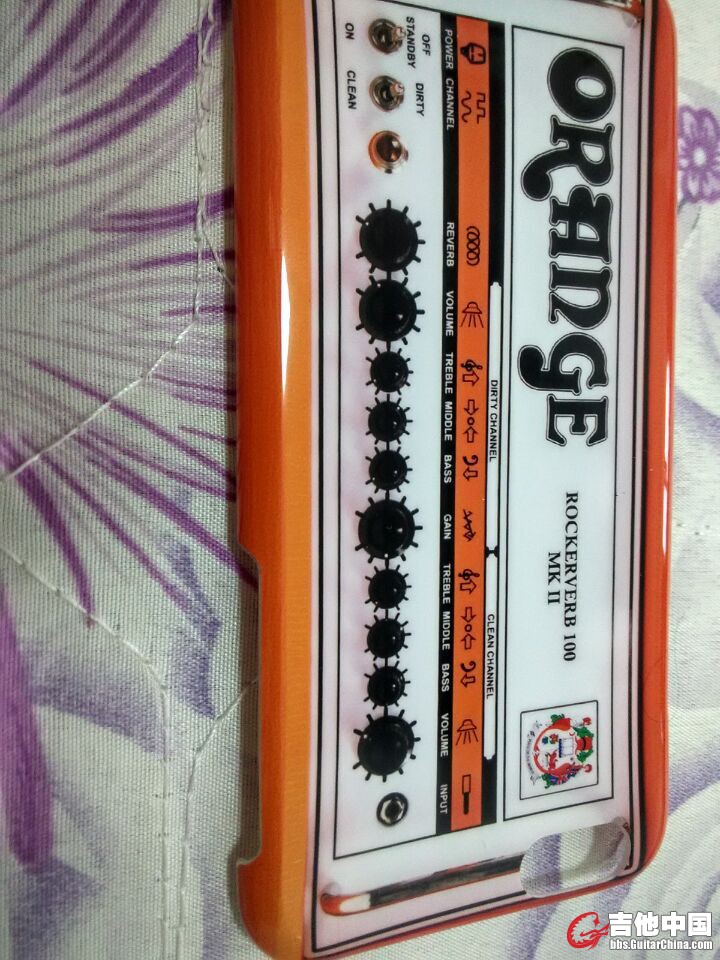 ORANGE
ROCKERVERB 100
MK II
DIRTY CHANNEL
CLEAN CHANNEL
POWER CHANNEL REVERB VOLUME TREBLE MIDDLE BASS GAIN TREBLE MIDDLE BASS VOLUME INPUT
OFF
STANDBY
ON
DIRTY
CLEAN
吉他中国
bbs.GuitarChina.com